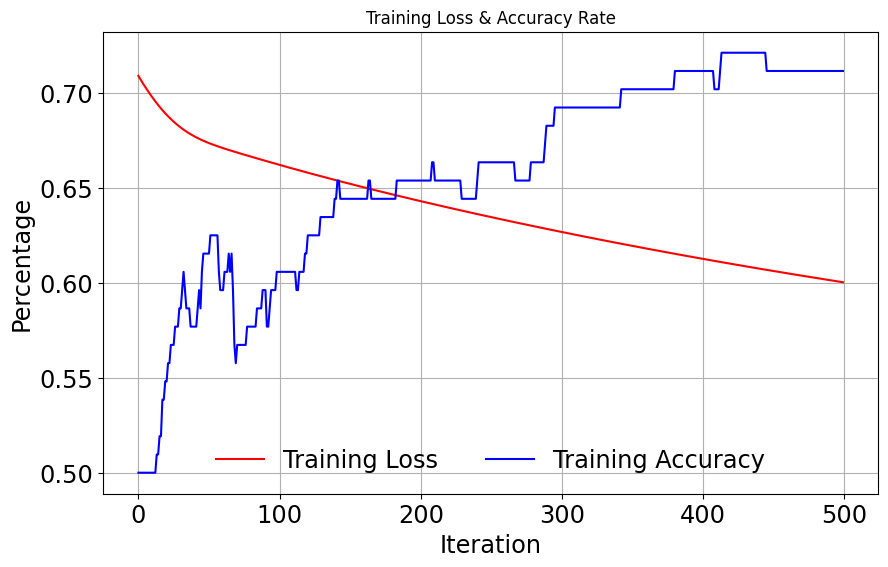 Training Loss & Accuracy Rate
Percentage
0.70
0.65
0.60
0.55
0.50
Training Loss Training Accuracy
0 100 200 300 400 500
Iteration